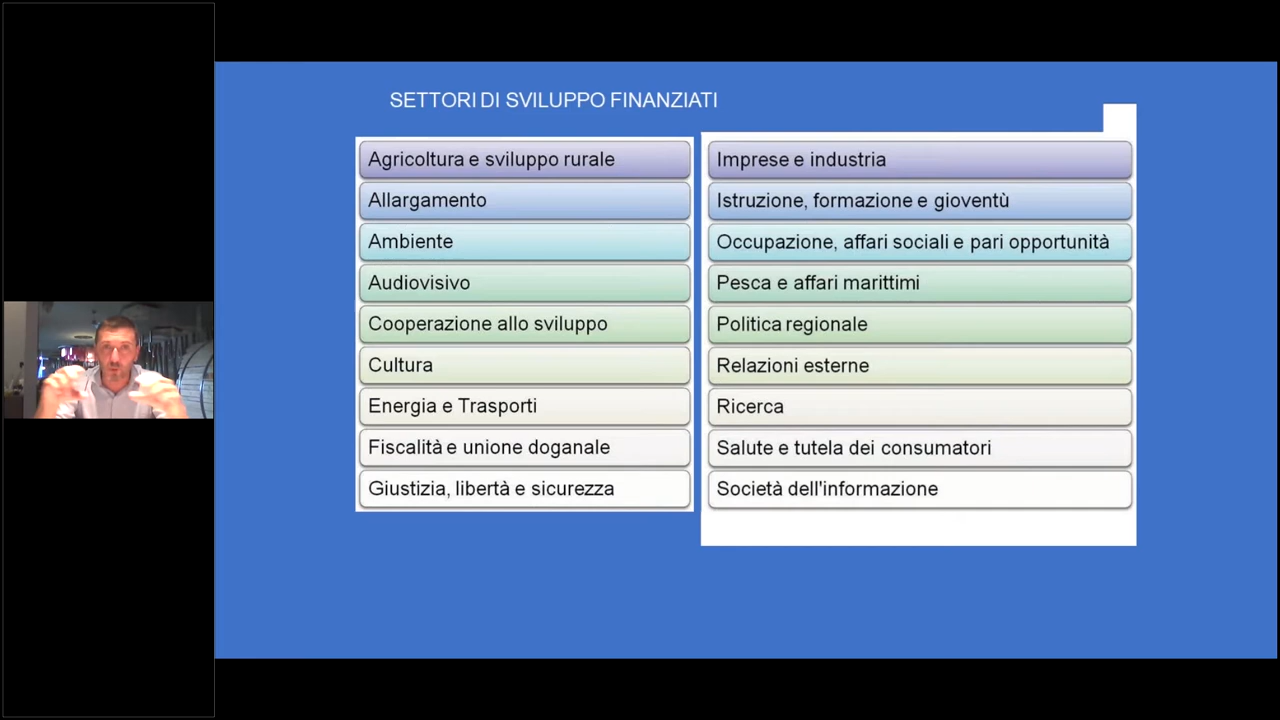 SETTORI DI SVILUPPO FINANZIATI
Agricoltura e sviluppo rurale
Allargamento
Ambiente
Audiovisivo
Cooperazione allo sviluppo
Cultura
Energia e Trasporti
Fiscalità e unione doganale
Giustizia, libertà e sicurezza
Imprese e industria
Istruzione, formazione e gioventù
Occupazione, affari sociali e pari opportunità
Pesca e affari marittimi
Politica regionale
Relazioni esterne
Ricerca
Salute e tutela dei consumatori
Società dell'informazione